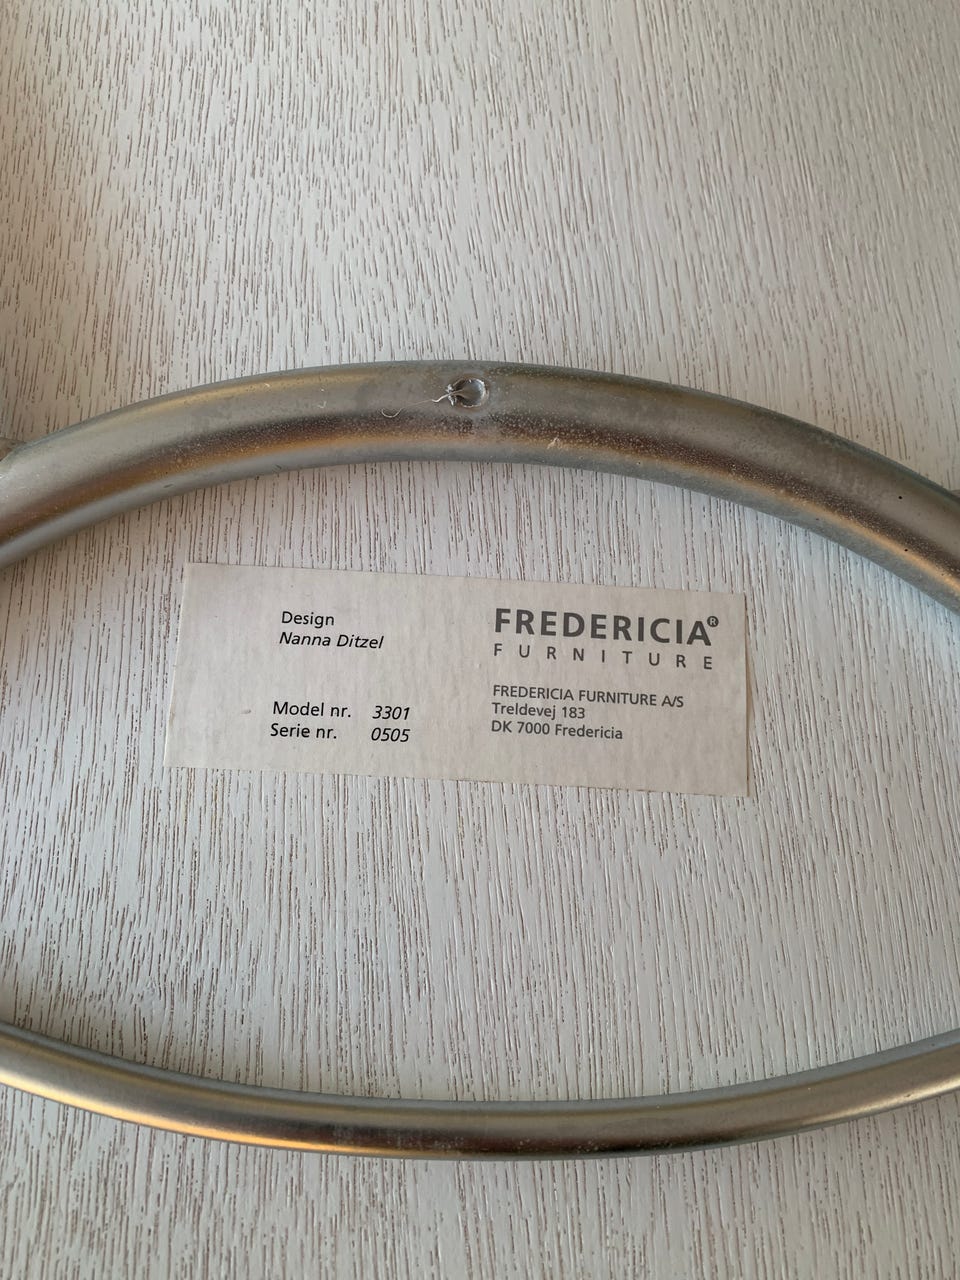 Design
Nanna Ditzel
Model nr. 3301
Serie nr. 0505
FREDERICIA®
FURNITURE
FREDERICIA FURNITURE A/S
Treldevej 183
DK 7000 Fredericia